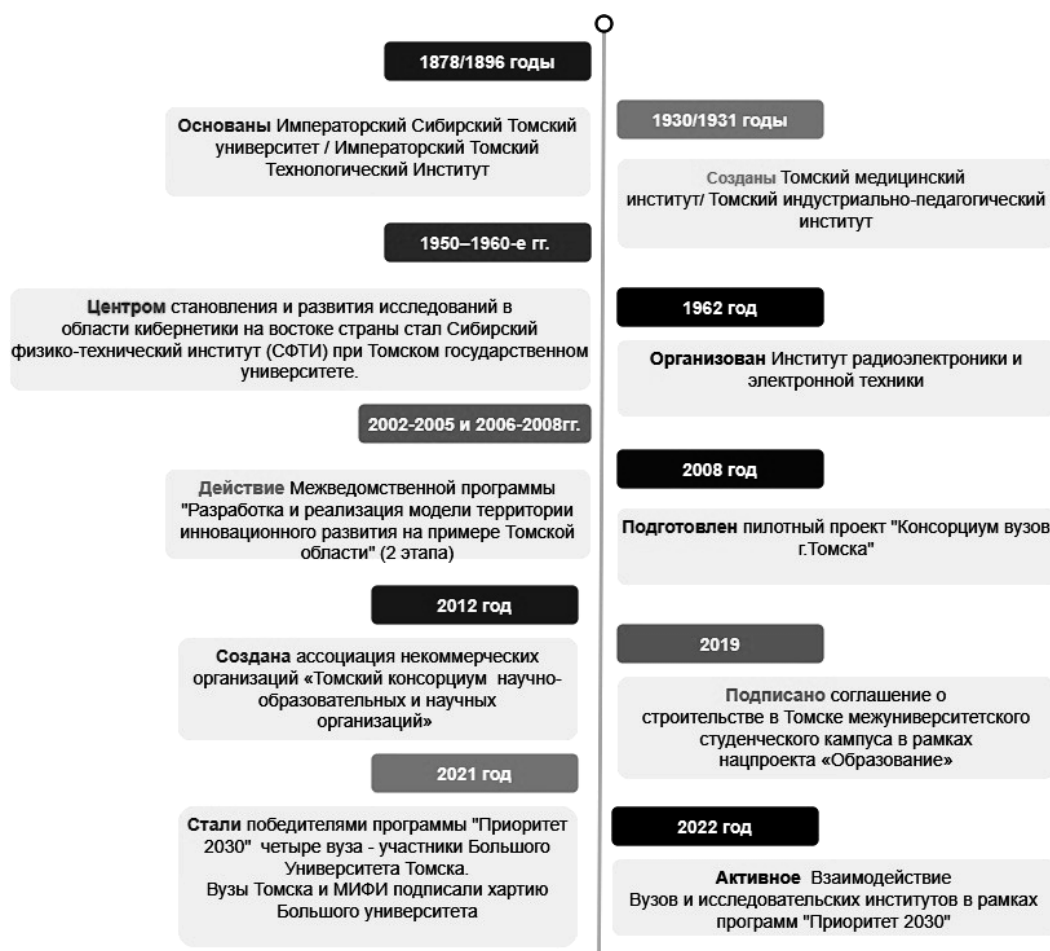 1878/1896 годы
Основаны Императорский Сибирский Томский
университет / Императорский Томский
Технологический Институт
1930/1931 годы
Созданы Томский медицинский
институт/ Томский индустриально-педагогический
институт
1950–1960-е гг.
Центром становления и развития исследований в
области кибернетики на востоке страны стал Сибирский
физико-технический институт (СФТИ) при Томском государственном
университете.
1962 год
Организован Институт радиоэлектроники и
электронной техники
2002-2005 и 2006-2008гг.
Действие Межведомственной программы
"Разработка и реализация модели территории
инновационного развития на примере Томской
области" (2 этапа)
2008 год
Подготовлен пилотный проект "Консорциум вузов
г.Томска"
2012 год
Создана ассоциация некоммерческих
организаций «Томский консорциум научно-
образовательных и научных
организаций»
2019
Подписано соглашение о
строительстве в Томске межуниверситетского
студенческого кампуса в рамках
нацпроекта «Образование»
2021 год
Стали победителями программы "Приоритет
2030" четыре вуза - участники Большого
Университета Томска.
Вузы Томска и МИФИ подписали хартию
Большого университета
2022 год
Активное Взаимодействие
Вузов и исследовательских институтов в рамках
программ "Приоритет 2030"